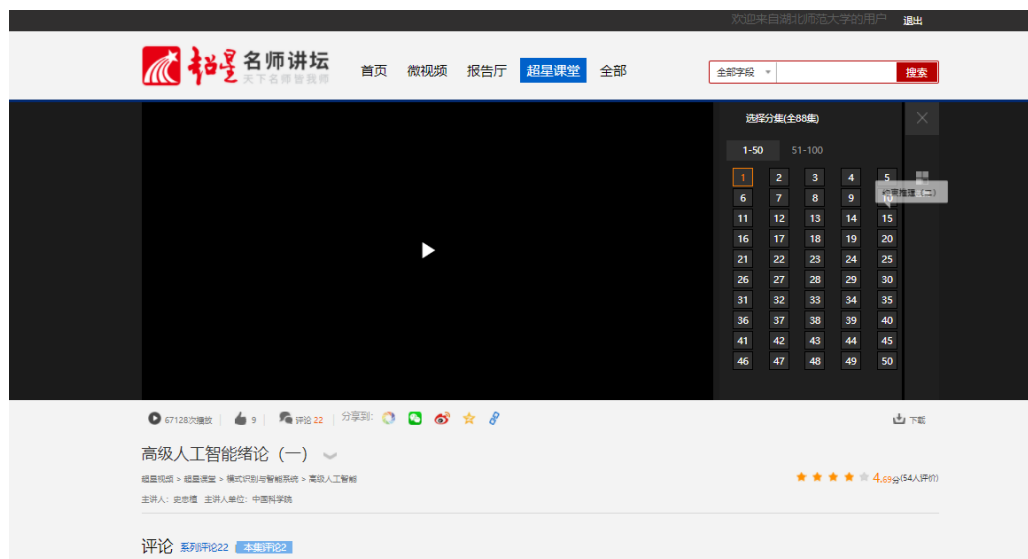 欢迎来自湖北师范大学的用户 退出
超星 名师讲坛 首页 微视频 报告厅 超星课堂 全部 全部字段 搜索
天下名师皆我师
选择分集(全88集)
1-50 51-100
1 2 3 4 5
约束推理（二）
6 7 8 9 10
11 12 13 14 15
16 17 18 19 20
21 22 23 24 25
26 27 28 29 30
31 32 33 34 35
36 37 38 39 40
41 42 43 44 45
46 47 48 49 50
67128次播放 9 评论 22 分享到: 下载
高级人工智能绪论（一）
超星视频 > 超星课堂 > 模式识别与智能系统 > 高级人工智能 4.69分(54人评价)
主讲人：史忠植 主讲人单位：中国科学院
评论 系列评论22 本集评论2